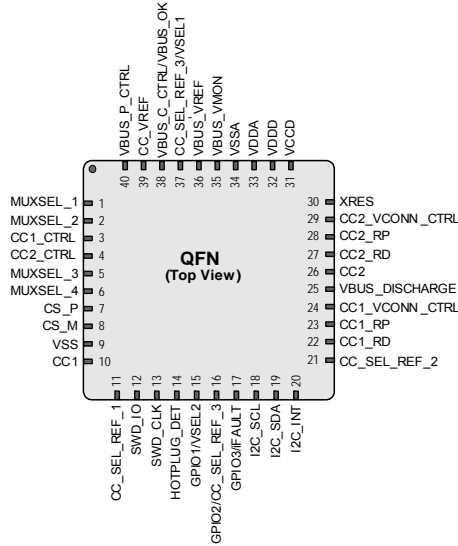 VBUS_P_CTRL
CC_VREF
VBUS_C_CTRL/VBUS_OK
CC_SEL_REF_3/VSEL1
VBUS_VREF
VBUS_VMON
VSSA
VDDA
VDDD
VCCD
40 39 38 37 36 35 34 33 32 31
MUXSEL_1 1
MUXSEL_2 2
CC1_CTRL 3
CC2_CTRL 4
MUXSEL_3 5
MUXSEL_4 6
CS_P 7
CS_M 8
VSS 9
CC1 10
QFN
(Top View)
30 XRES
29 CC2_VCONN_CTRL
28 CC2_RP
27 CC2_RD
26 CC2
25 VBUS_DISCHARGE
24 CC1_VCONN_CTRL
23 CC1_RP
22 CC1_RD
21 CC_SEL_REF_2
11 12 13 14 15 16 17 18 19 20
CC_SEL_REF_1
SWD_IO
SWD_CLK
HOTPLUG_DET
GPIO1/VSEL2
GPIO2/CC_SEL_REF_3
GPIO3/IFAULT
I2C_SCL
I2C_SDA
I2C_INT